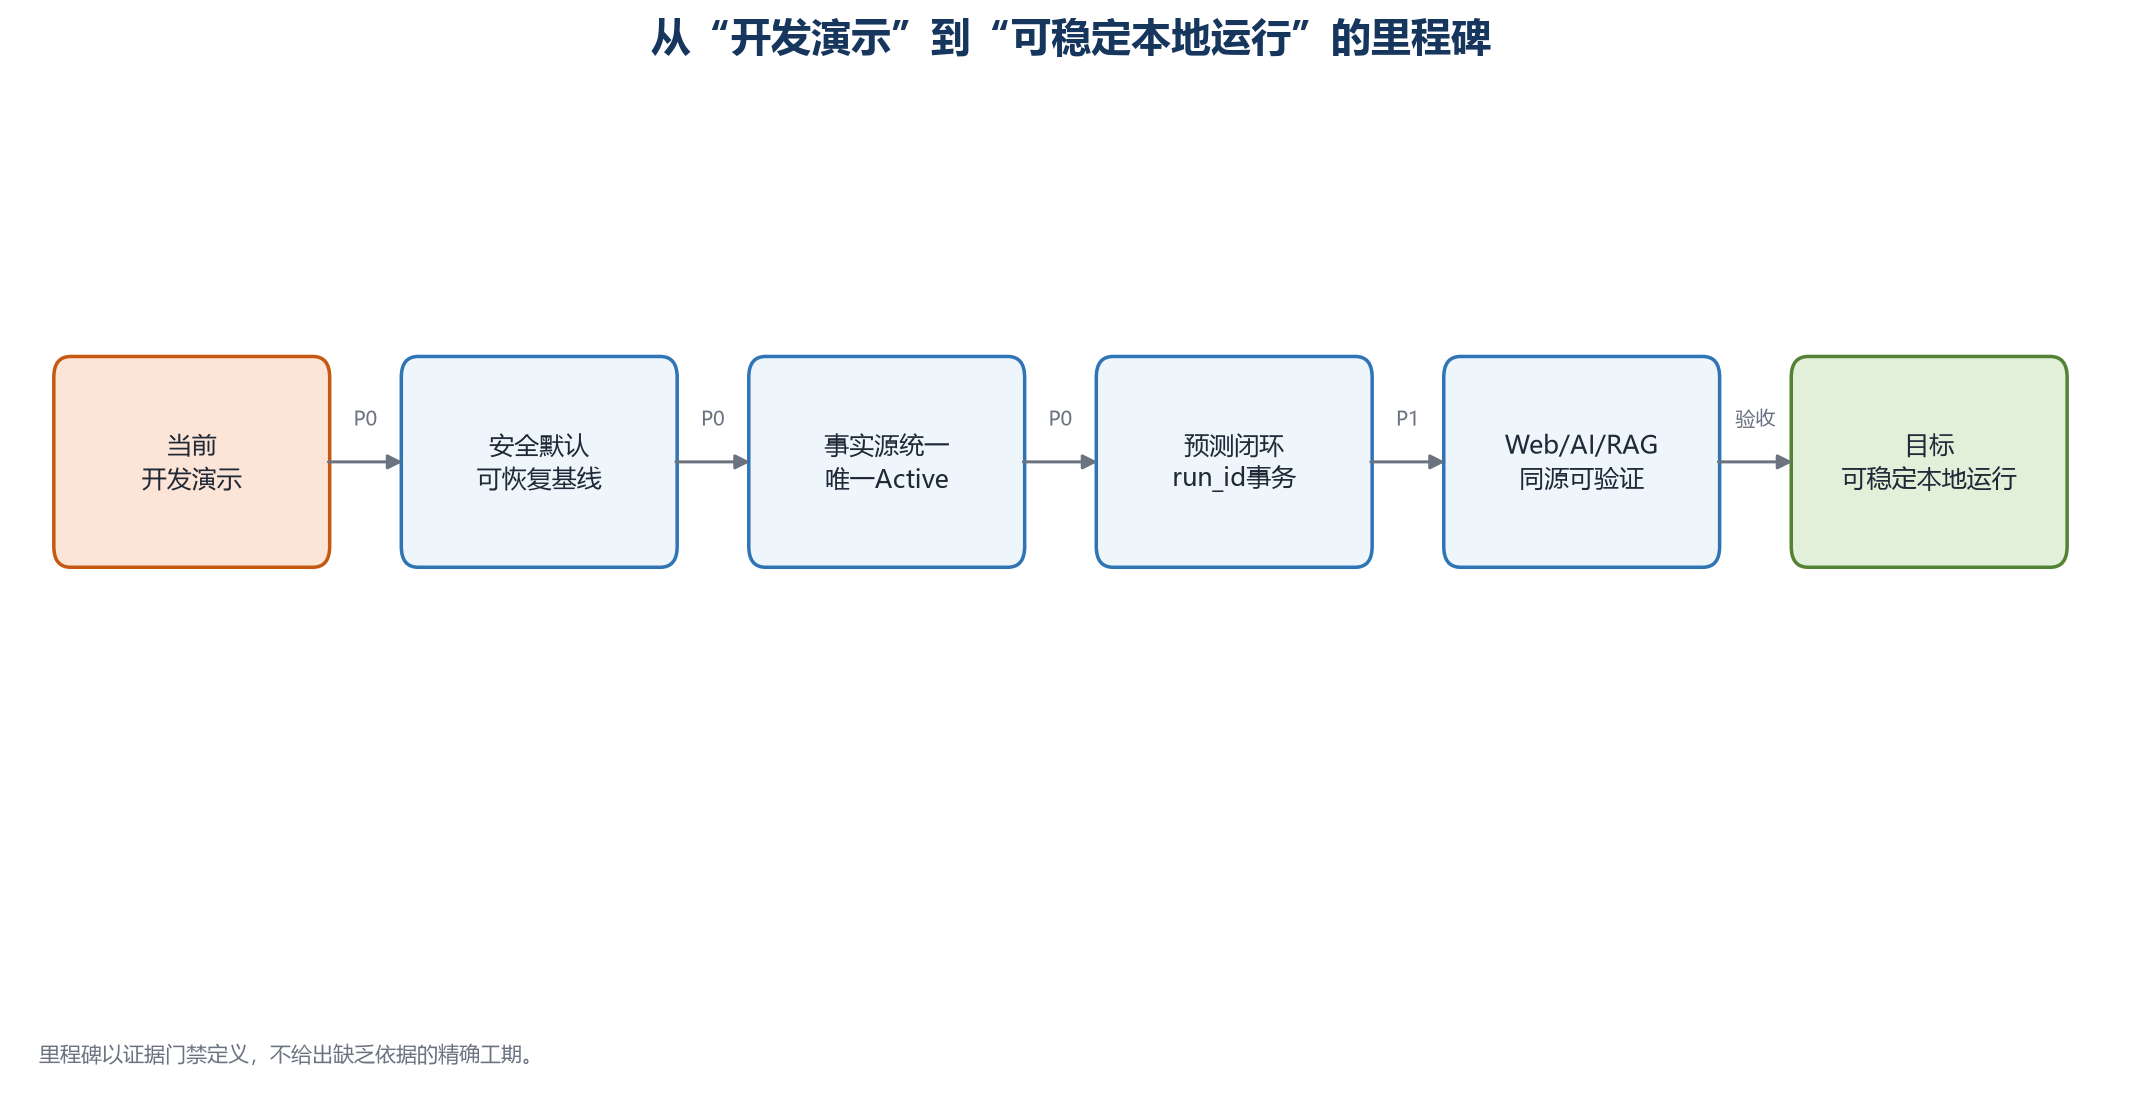 从“开发演示”到“可稳定本地运行”的里程碑
当前
开发演示
P0
安全默认
可恢复基线
P0
事实源统一
唯一Active
P0
预测闭环
run_id事务
P1
Web/AI/RAG
同源可验证
验收
目标
可稳定本地运行
里程碑以证据门禁定义，不给出缺乏依据的精确工期。